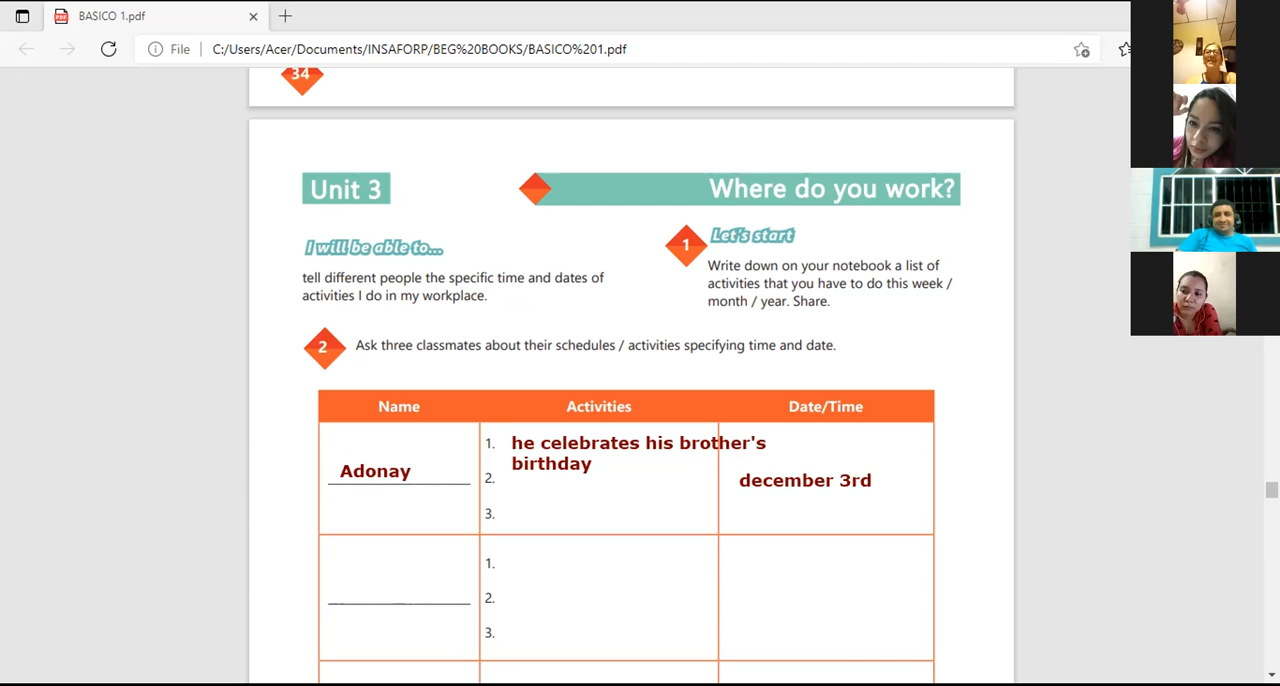 BASICO 1.pdf
File
C:/Users/Acer/Documents/INSAFORP/BEG%20BOOKS/BASICO%201.pdf
34
Unit 3
Where do you work?
I will be able to...
tell different people the specific time and dates of
activities I do in my workplace.
1
Let's start
Write down on your notebook a list of
activities that you have to do this week /
month / year. Share.
2
Ask three classmates about their schedules / activities specifying time and date.
Name
Activities
Date/Time
Adonay
1. he celebrates his brother's
birthday
2.
3.
december 3rd
1.
2.
3.